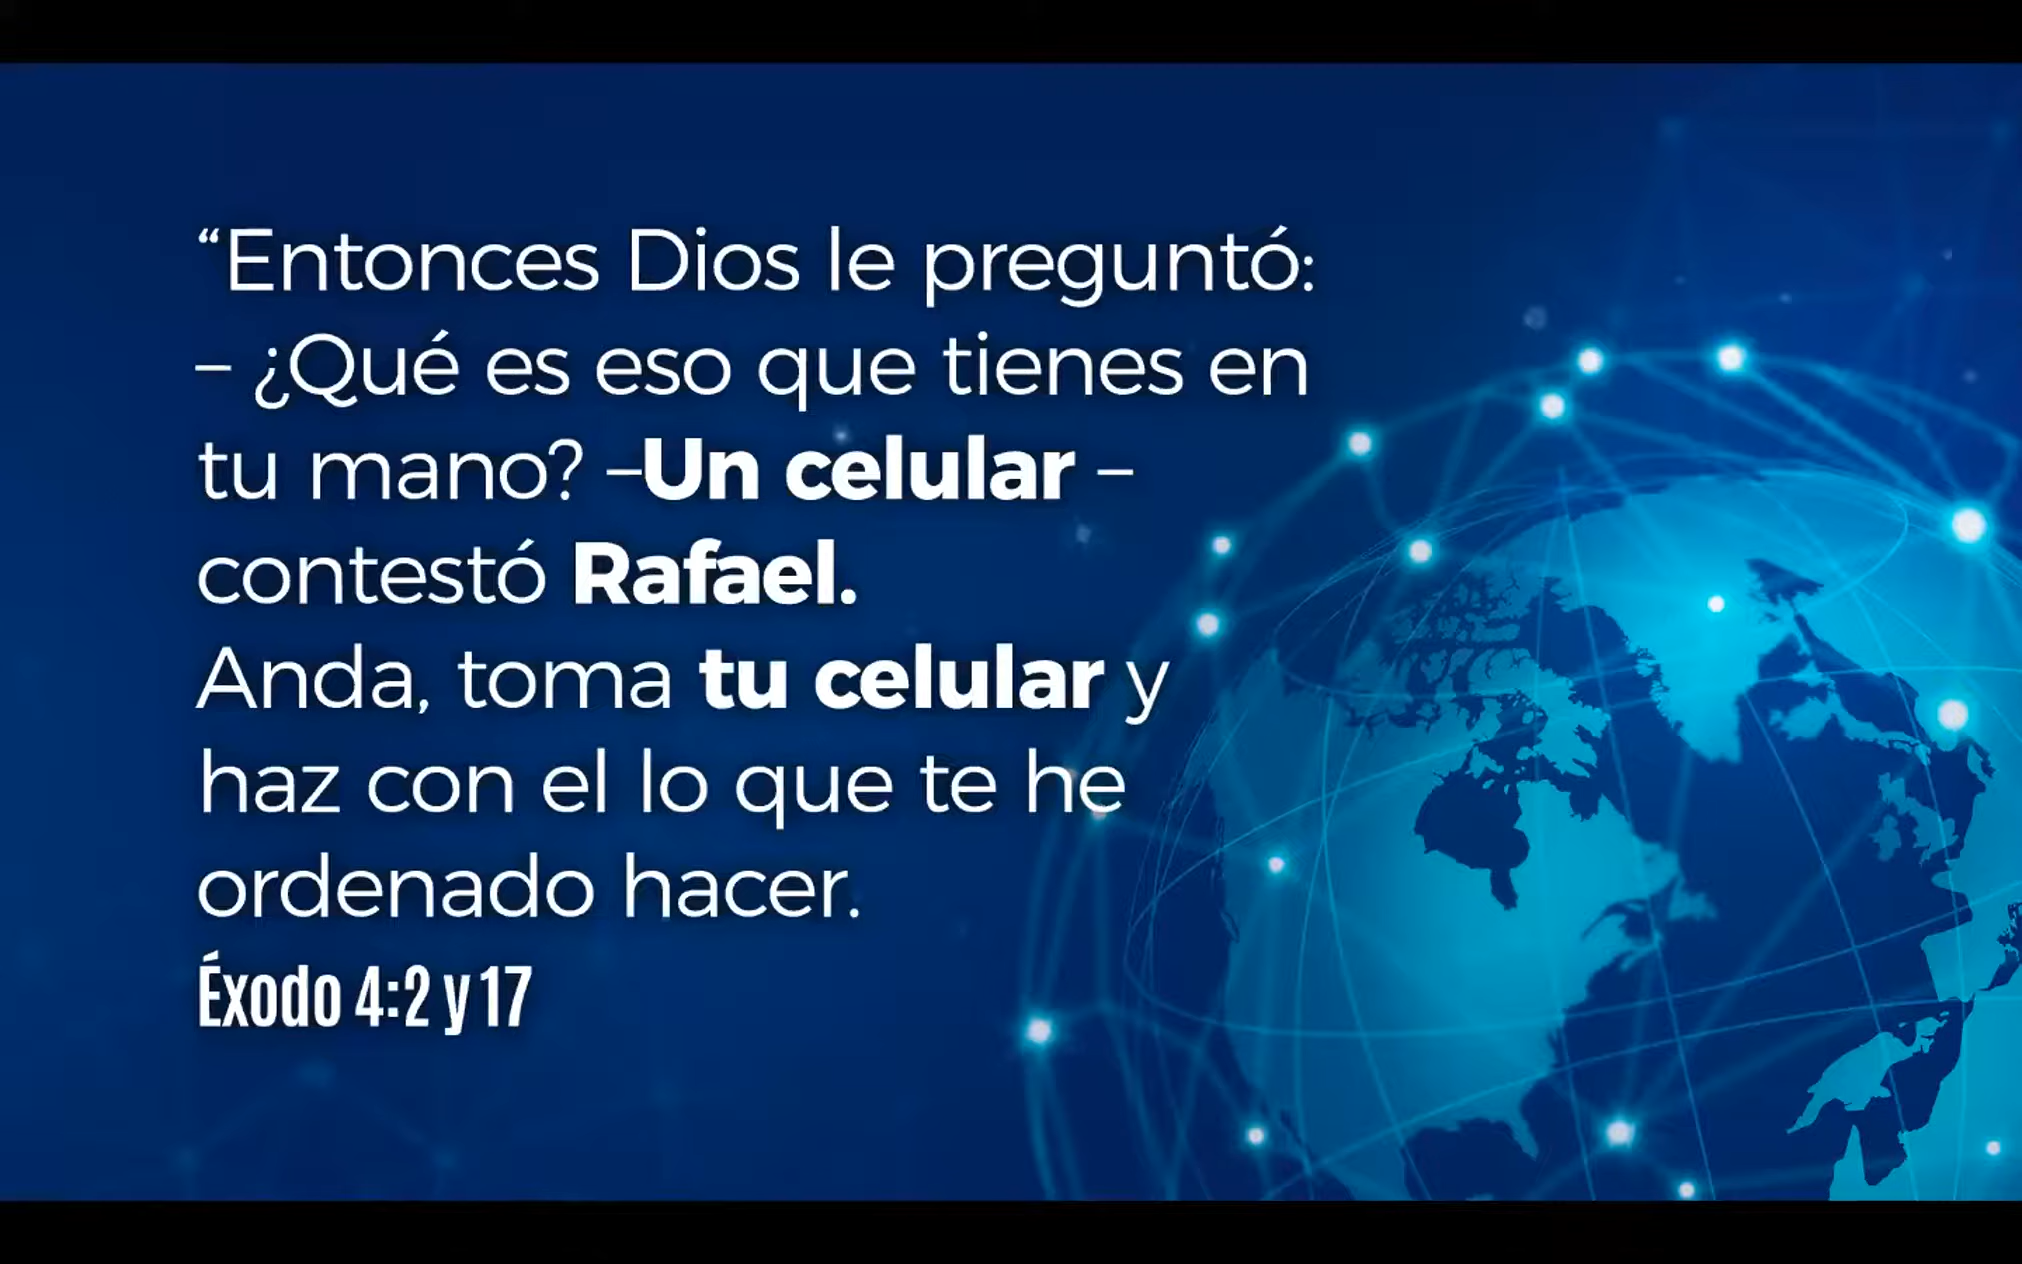 “Entonces Dios le preguntó:
– ¿Qué es eso que tienes en
tu mano? –Un celular –
contestó Rafael.
Anda, toma tu celular y
haz con el lo que te he
ordenado hacer.
Éxodo 4:2 y 17